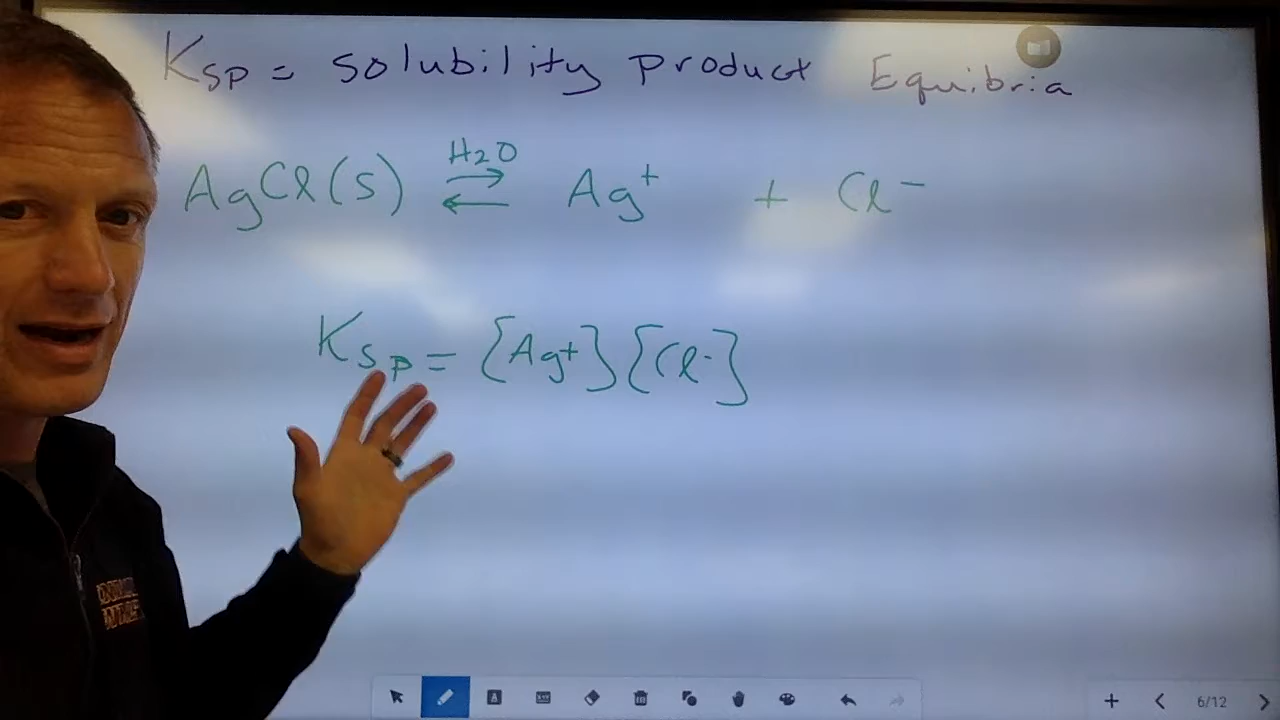 Ksp = solubility product Equibria
H2O
AgCl(s) ⇌ Ag+ + Cl-
Ksp = [Ag+][Cl-]
6/12